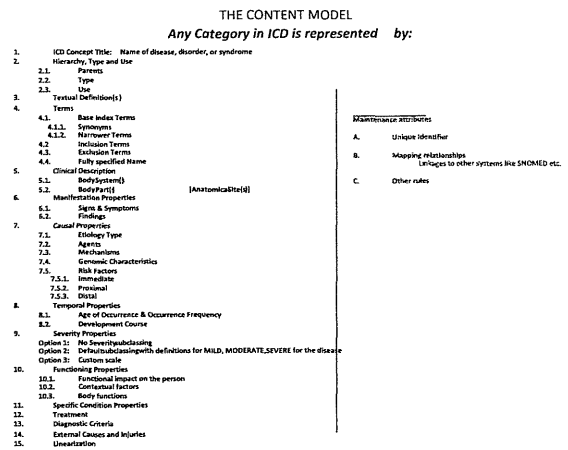 THE CONTENT MODEL
Any Category in ICD is represented by:
1. ICD Concept Title: Name of disease, disorder, or syndrome
2. Hierarchy, Type and Use
2.1. Parents
2.2. Type
2.3. Use
3. Textual Definition(s)
4. Terms
4.1. Base Index Terms
4.1.1. Synonyms
4.1.2. Narrower Terms
4.2 Inclusion Terms
4.3. Exclusion Terms
4.4. Fully specified Name
5. Clinical Description
5.1. BodySystem()
5.2. BodyPart(s [AnatomicalSite(s)]
6. Manifestation Properties
6.1. Signs & Symptoms
6.2. Findings
7. Causal Properties
7.1. Etiology Type
7.2. Agents
7.3. Mechanisms
7.4. Genomic Characteristics
7.5. Risk Factors
7.5.1. Immediate
7.5.2. Proximal
7.5.3. Distal
8. Temporal Properties
8.1. Age of Occurrence & Occurrence Frequency
8.2. Development Course
9. Severity Properties
Option 1: No Severitysubclassing
Option 2: Defaultsubclassingwith definitions for MILD, MODERATE,SEVERE for the disease
Option 3: Custom scale
10. Functioning Properties
10.1. Functional impact on the person
10.2. Contextual factors
10.3. Body functions
11. Specific Condition Properties
12. Treatment
13. Diagnostic Criteria
14. External Causes and Injuries
15. Linearization
Maintenance attributes
A. Unique Identifier
B. Mapping relationships
Linkages to other systems like SNOMED etc.
C. Other rules